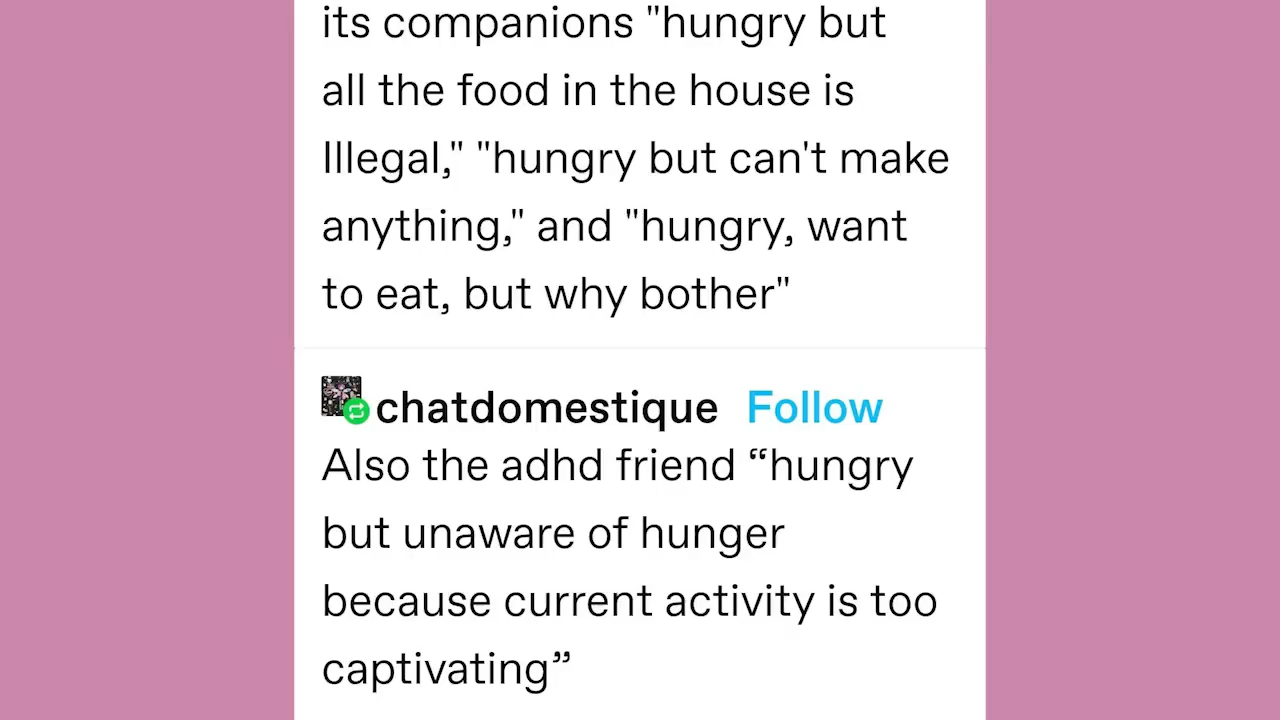 its companions "hungry but
all the food in the house is
Illegal," "hungry but can't make
anything," and "hungry, want
to eat, but why bother"
chatdomestique Follow
Also the adhd friend “hungry
but unaware of hunger
because current activity is too
captivating”